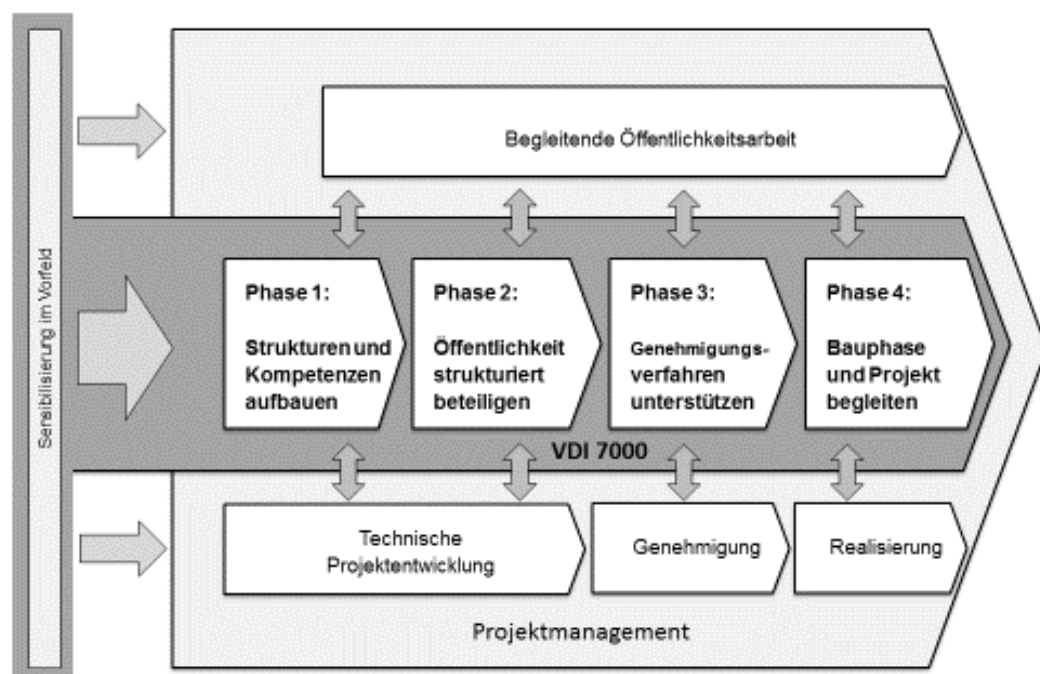 Sensibilisierung im Vorfeld
Begleitende Öffentlichkeitsarbeit
Phase 1:
Strukturen und
Kompetenzen
aufbauen
Phase 2:
Öffentlichkeit
strukturiert
beteiligen
Phase 3:
Genehmigungs-
verfahren
unterstützen
Phase 4:
Bauphase
und Projekt
begleiten
VDI 7000
Technische
Projektentwicklung
Genehmigung
Realisierung
Projektmanagement